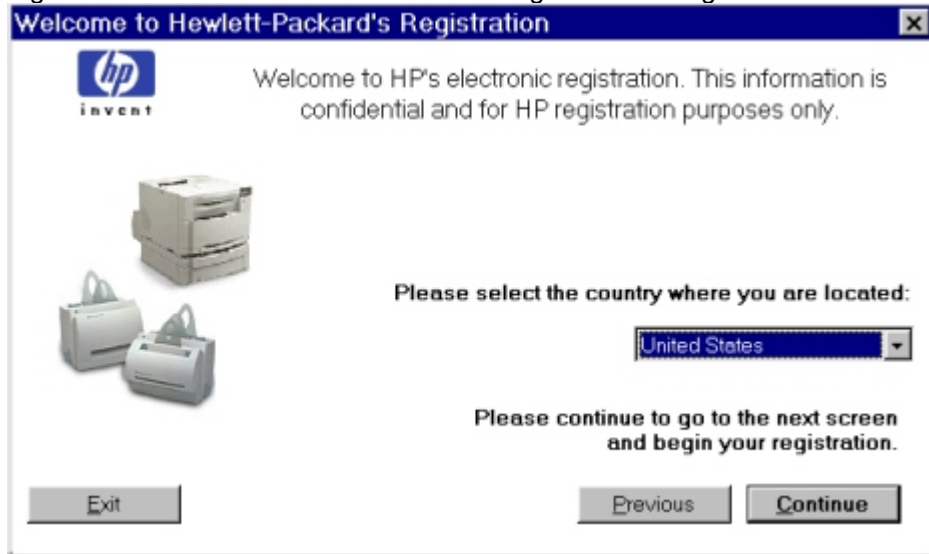 Welcome to Hewlett-Packard's Registration
hp
invent
Welcome to HP's electronic registration. This information is
confidential and for HP registration purposes only.
Please select the country where you are located:
United States
Please continue to go to the next screen
and begin your registration.
Exit
Previous
Continue